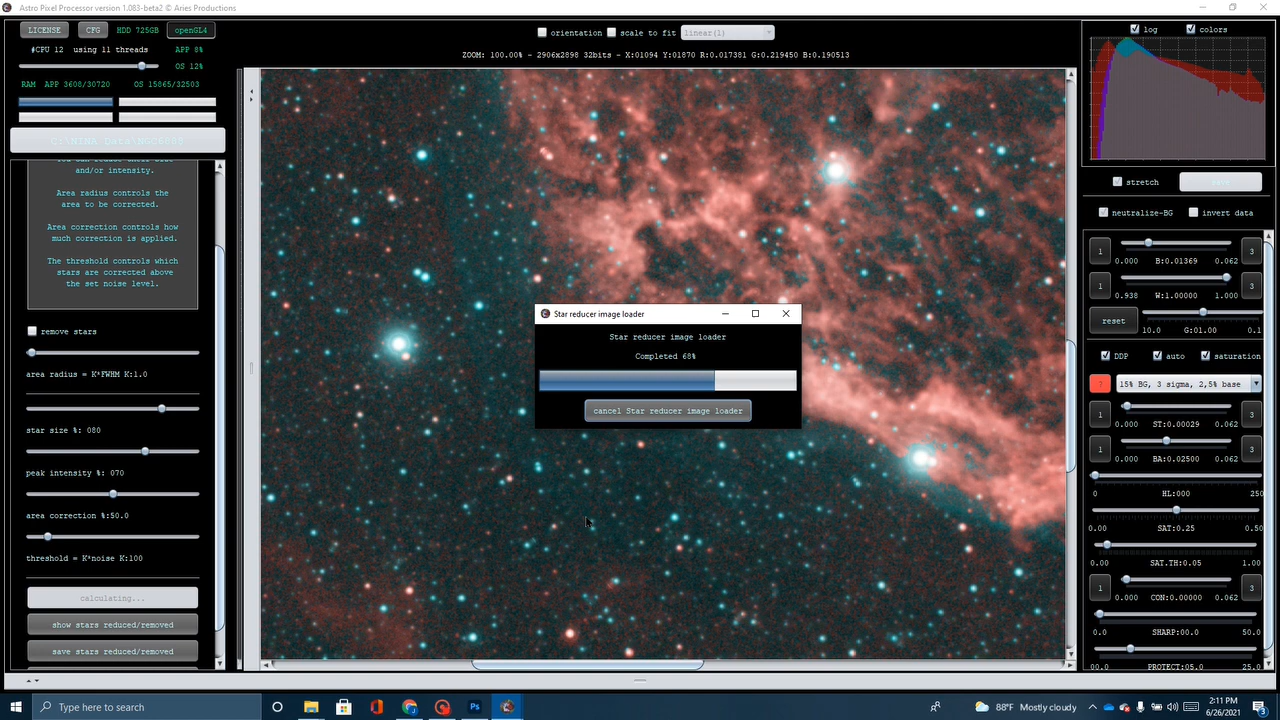 Astro Pixel Processor version 1.083-beta2 © Aries Productions
LICENSE
CFG
HDD 725GB
openGL4
#CPU 12 using 11 threads
APP 8%
OS 12%
RAM APP 3608/30720 OS 15865/32503
G:\NINA Data\NGC6888
and/or intensity.
Area radius controls the
area to be corrected.
Area correction controls how
much correction is applied.
The threshold controls which
stars are corrected above
the set noise level.
remove stars
area radius = K*FWHM K:1.0
star size %: 080
peak intensity %: 070
area correction %:50.0
threshold = K*noise K:100
calculating...
show stars reduced/removed
save stars reduced/removed
orientation
scale to fit
linear(1)
ZOOM: 100.00% - 2906x2898 32bits - X:01094 Y:01870 R:0.017381 G:0.219450 B:0.190513
Star reducer image loader
Star reducer image loader
Completed 68%
cancel Star reducer image loader
log
colors
stretch
neutralize-BG
invert data
1
3
0.000 B:0.01369 0.062
1
3
0.938 W:1.00000 1.000
reset
10.0 G:01.00 0.1
DDP
auto
saturation
?
15% BG, 3 sigma, 2,5% base
1
3
0.000 ST:0.00029 0.062
1
3
0.000 BA:0.02500 0.062
0 HL:000 250
0.00 SAT:0.25 0.50
0.00 SAT.TH:0.05 1.00
1
3
0.000 CON:0.00000 0.062
0.0 SHARP:00.0 50.0
00.0 PROTECT:05.0 25.0
Type here to search
Ps
88°F Mostly cloudy
2:11 PM
6/26/2021
3